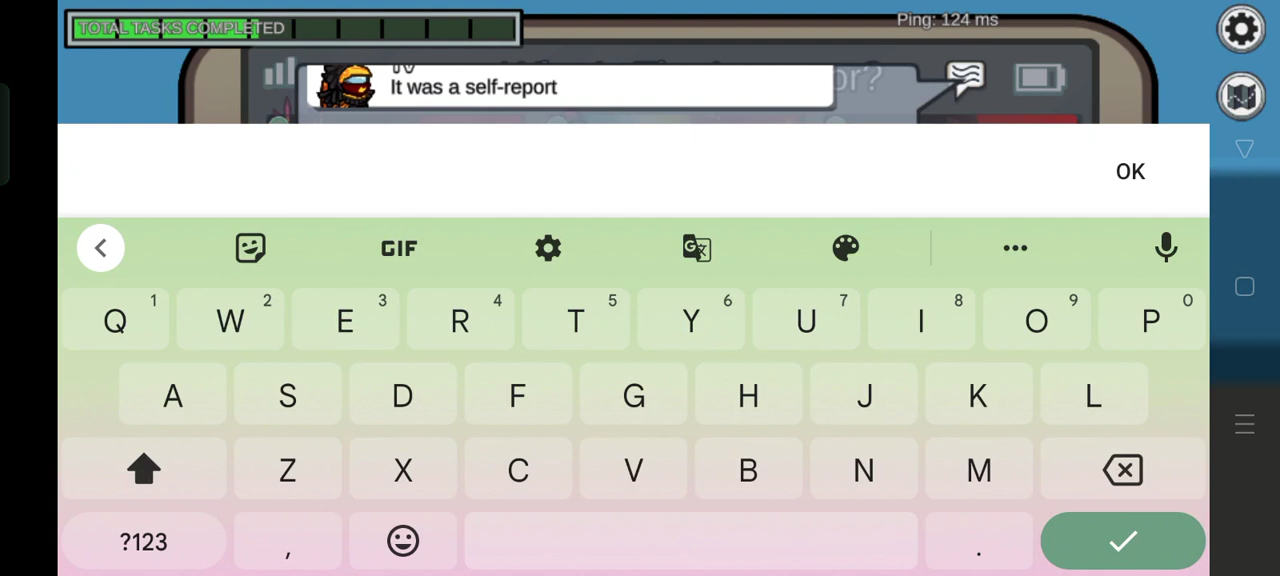 TOTAL TASKS COMPLETED
Ping: 124 ms
or?
It was a self-report
OK
GIF
Q 1 W 2 E 3 R 4 T 5 Y 6 U 7 I 8 O 9 P 0
A S D F G H J K L
Z X C V B N M
?123 , .